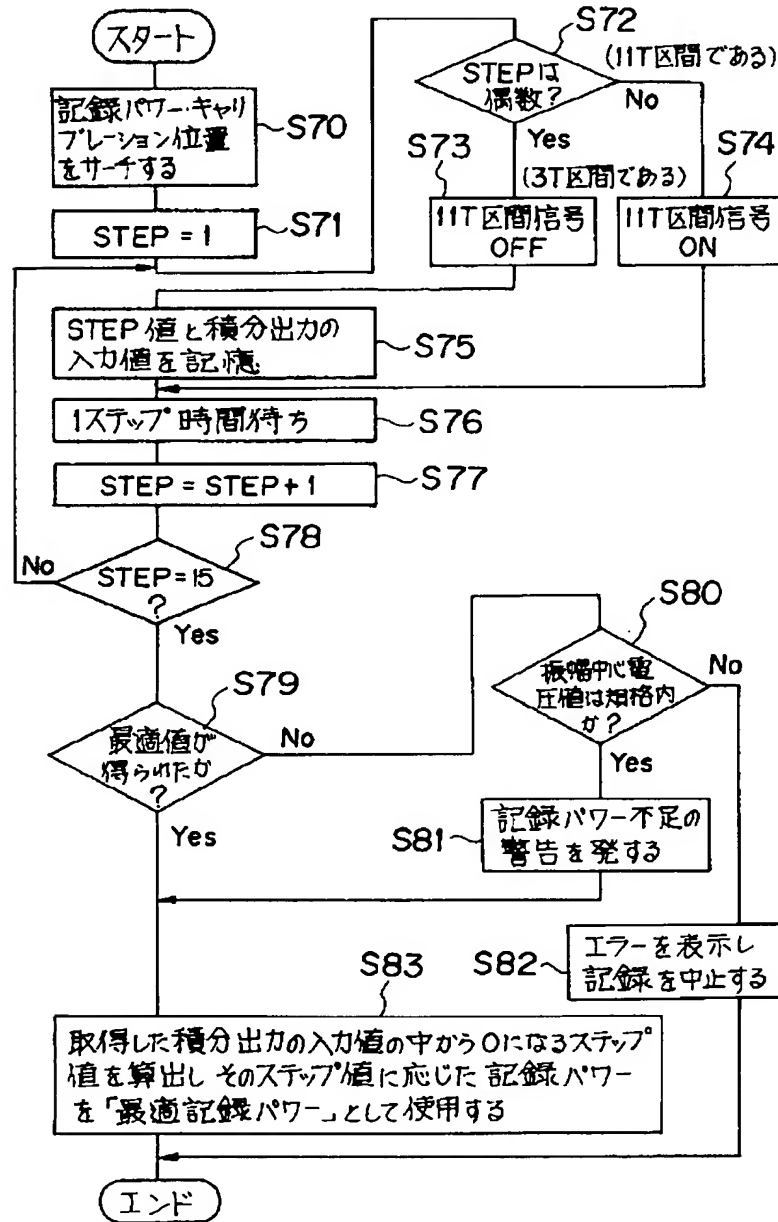 スタート
記録パワー・キャリ
ブレーション位置
をサーチする
S70
STEP = 1
S71
S72
(11T区間である)
STEPは
偶数?
No
Yes
S73
(3T区間である)
S74
11T区間信号
OFF
11T区間信号
ON
STEP値と積分出力の
入力値を記憶
S75
1ステップ時間待ち
S76
STEP = STEP+1
S77
S78
No
STEP=15
?
Yes
S79
最適値が
得られたか
?
No
Yes
S80
振幅中心電
圧値は規格内
か?
No
Yes
S81
記録パワー不足の
警告を発する
S82
エラーを表示し
記録を中止する
S83
取得した積分出力の入力値の中から0になるステップ
値を算出し そのステップ値に応じた記録パワー
を「最適記録パワー」として使用する
エンド